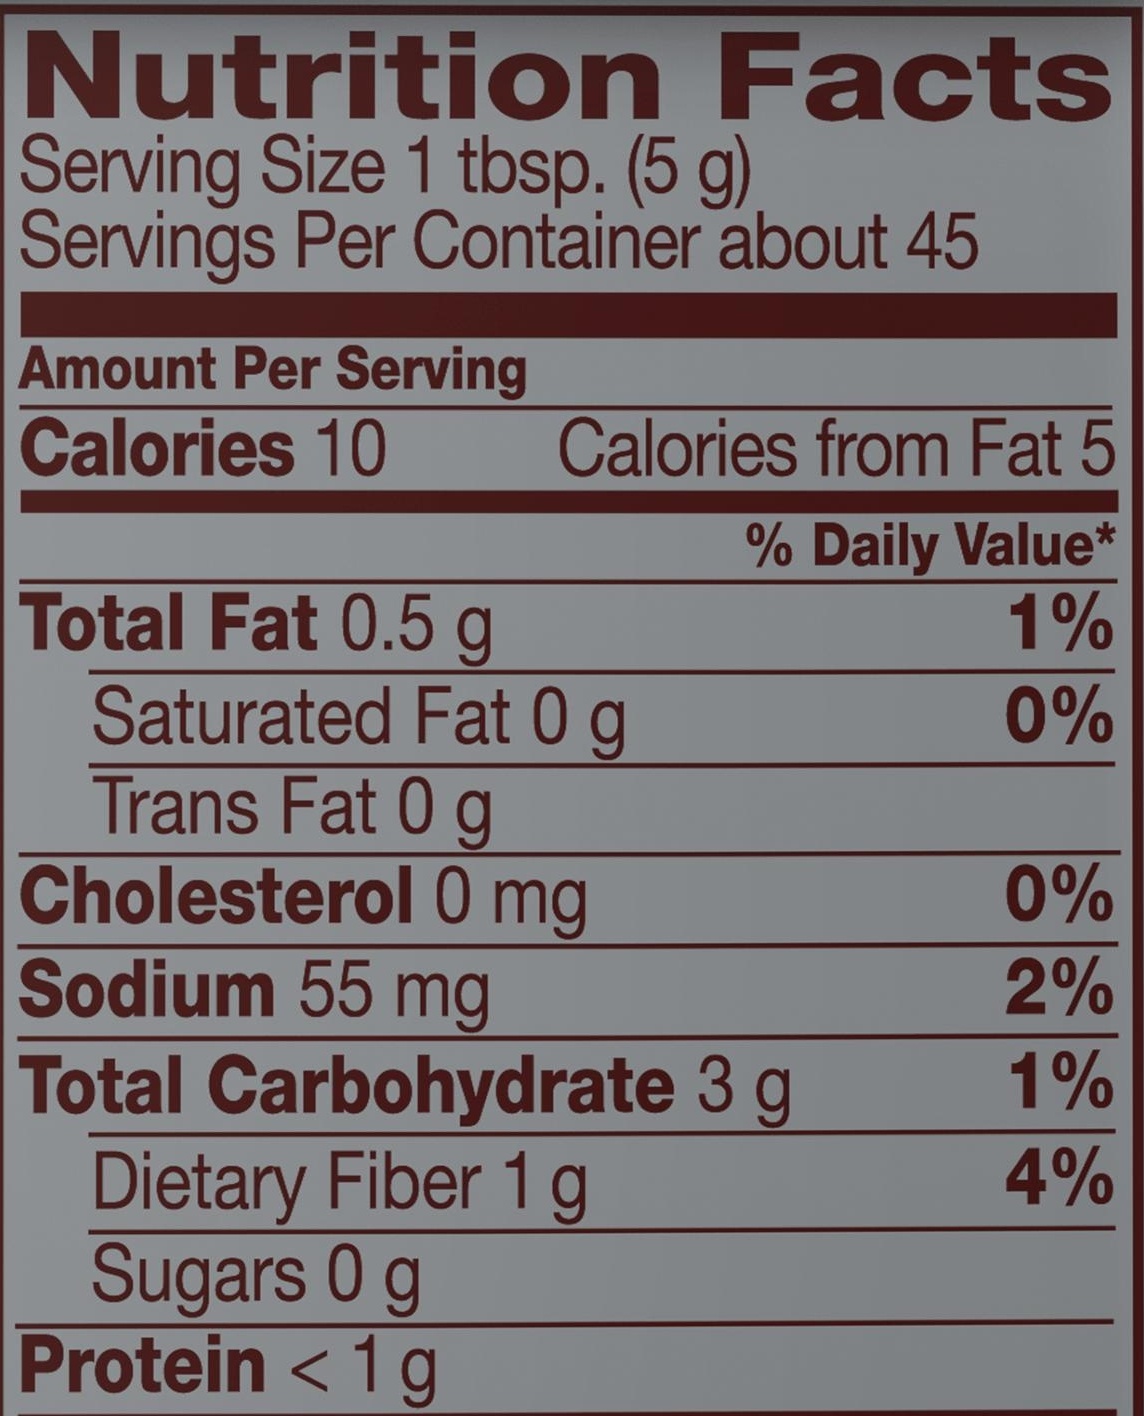 Nutrition Facts
Serving Size 1 tbsp. (5 g)
Servings Per Container about 45
Amount Per Serving
Calories 10 Calories from Fat 5
% Daily Value*
Total Fat 0.5 g 1%
Saturated Fat 0 g 0%
Trans Fat 0 g
Cholesterol 0 mg 0%
Sodium 55 mg 2%
Total Carbohydrate 3 g 1%
Dietary Fiber 1 g 4%
Sugars 0 g
Protein < 1 g